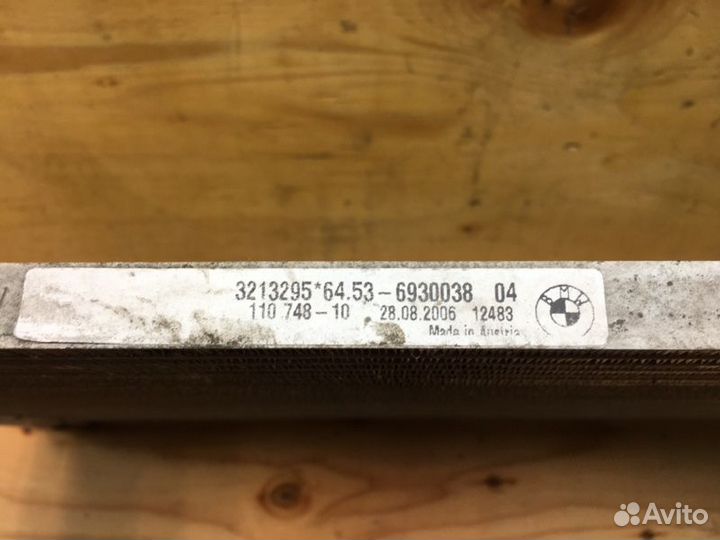 3213295*64.53-6930038 04
110 748-10 28.08.2006 12483
Made in Austria
BMW
Avito